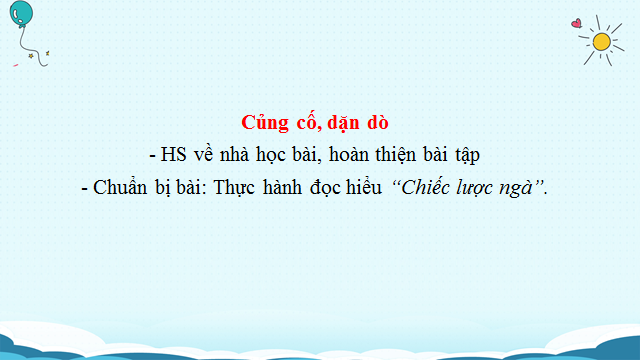 Củng cố, dặn dò
- HS về nhà học bài, hoàn thiện bài tập
- Chuẩn bị bài: Thực hành đọc hiểu “Chiếc lược ngà”.